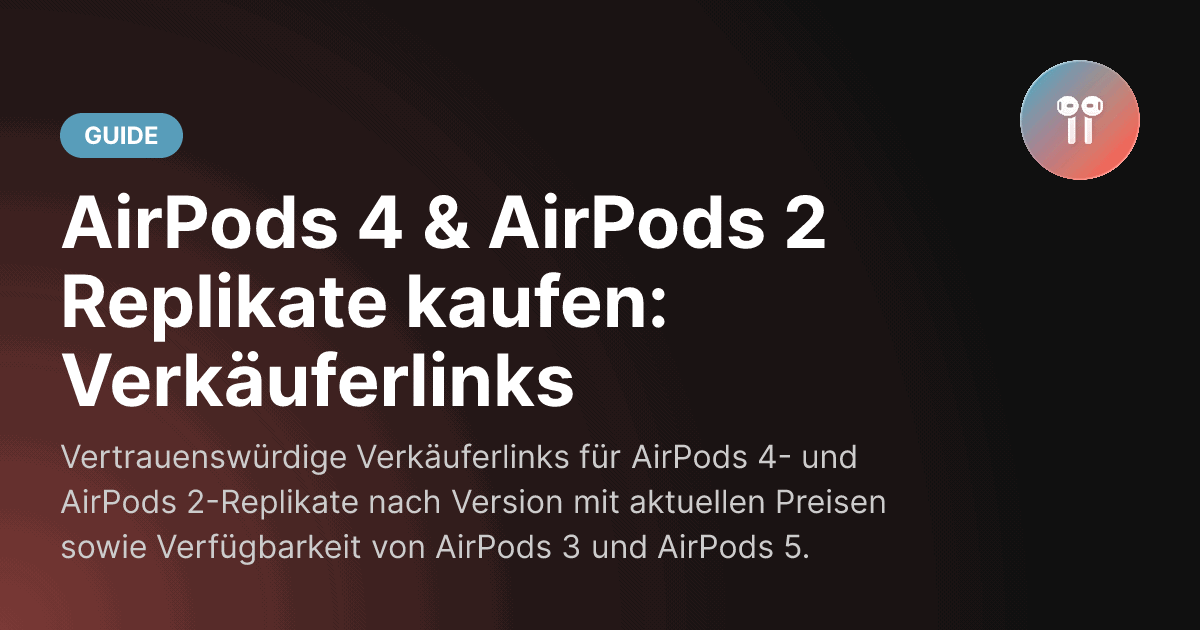 GUIDE
AirPods 4 & AirPods 2
Replikate kaufen:
Verkäuferlinks
Vertrauenswürdige Verkäuferlinks für AirPods 4- und
AirPods 2-Replikate nach Version mit aktuellen Preisen
sowie Verfügbarkeit von AirPods 3 und AirPods 5.